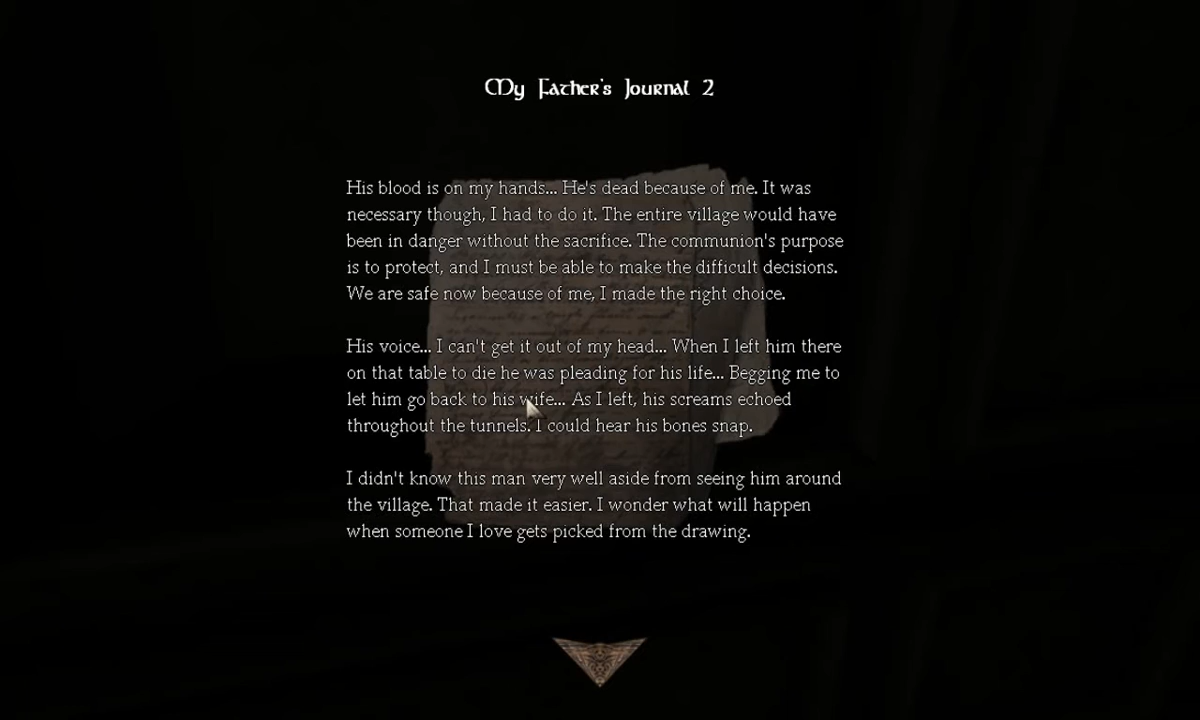 My Father's Journal 2
His blood is on my hands... He's dead because of me. It was
necessary though, I had to do it. The entire village would have
been in danger without the sacrifice. The communion's purpose
is to protect, and I must be able to make the difficult decisions.
We are safe now because of me, I made the right choice.
His voice... I can't get it out of my head... When I left him there
on that table to die he was pleading for his life... Begging me to
let him go back to his wife... As I left, his screams echoed
throughout the tunnels. I could hear his bones snap.
I didn't know this man very well aside from seeing him around
the village. That made it easier. I wonder what will happen
when someone I love gets picked from the drawing.